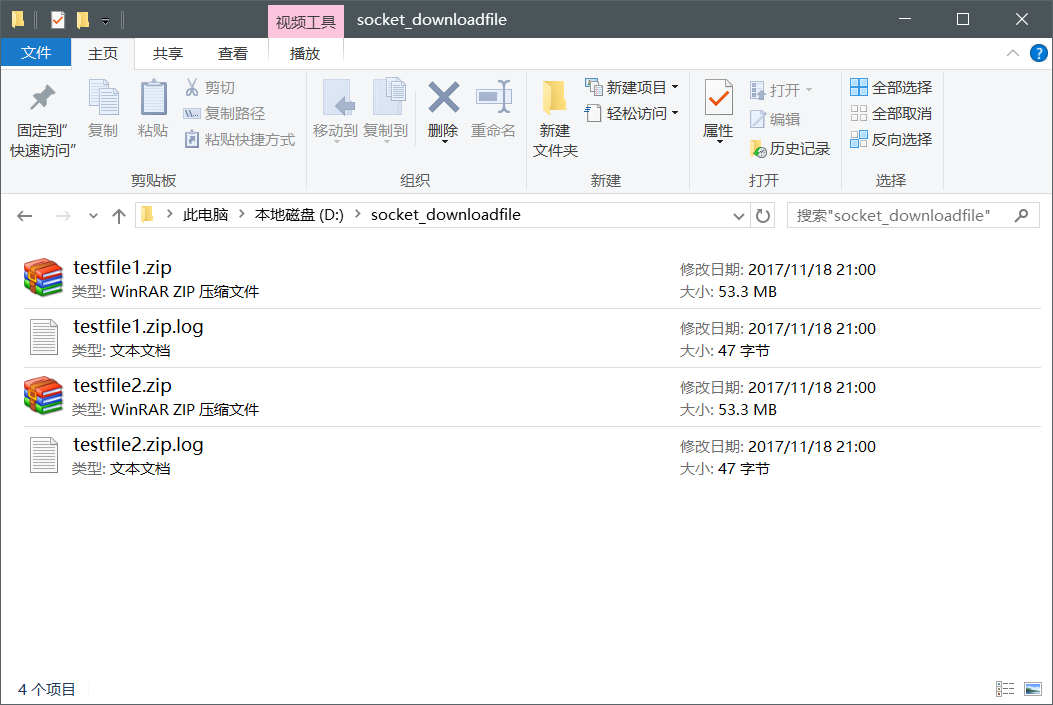 视频工具 socket_downloadfile
文件 主页 共享 查看 播放
固定到"快速访问"
复制
粘贴
剪切
复制路径
粘贴快捷方式
剪贴板
移动到
复制到
删除
重命名
组织
新建文件夹
新建项目
轻松访问
新建
属性
打开
编辑
历史记录
打开
全部选择
全部取消
反向选择
选择
此电脑 本地磁盘 (D:) socket_downloadfile
搜索"socket_downloadfile"
testfile1.zip
类型: WinRAR ZIP 压缩文件
修改日期: 2017/11/18 21:00
大小: 53.3 MB
testfile1.zip.log
类型: 文本文档
修改日期: 2017/11/18 21:00
大小: 47 字节
testfile2.zip
类型: WinRAR ZIP 压缩文件
修改日期: 2017/11/18 21:00
大小: 53.3 MB
testfile2.zip.log
类型: 文本文档
修改日期: 2017/11/18 21:00
大小: 47 字节
4 个项目